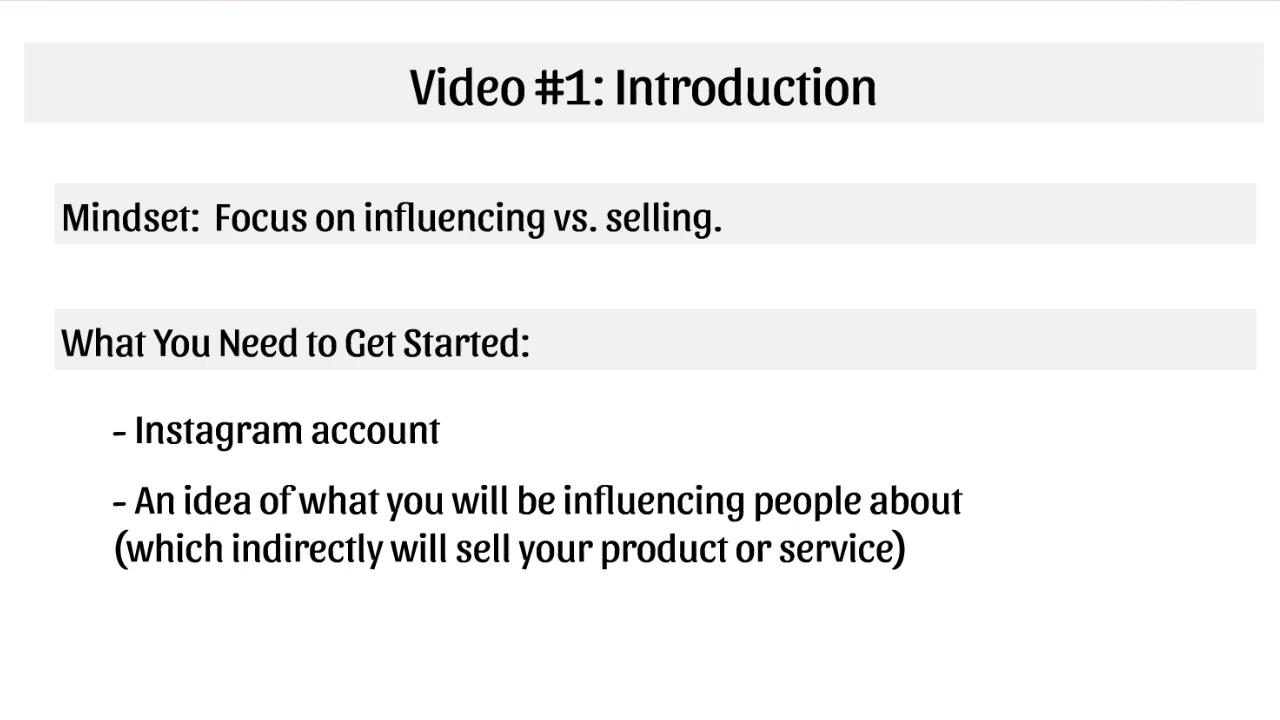 Video #1: Introduction
Mindset:  Focus on influencing vs. selling.
What You Need to Get Started:
- Instagram account
- An idea of what you will be influencing people about
(which indirectly will sell your product or service)